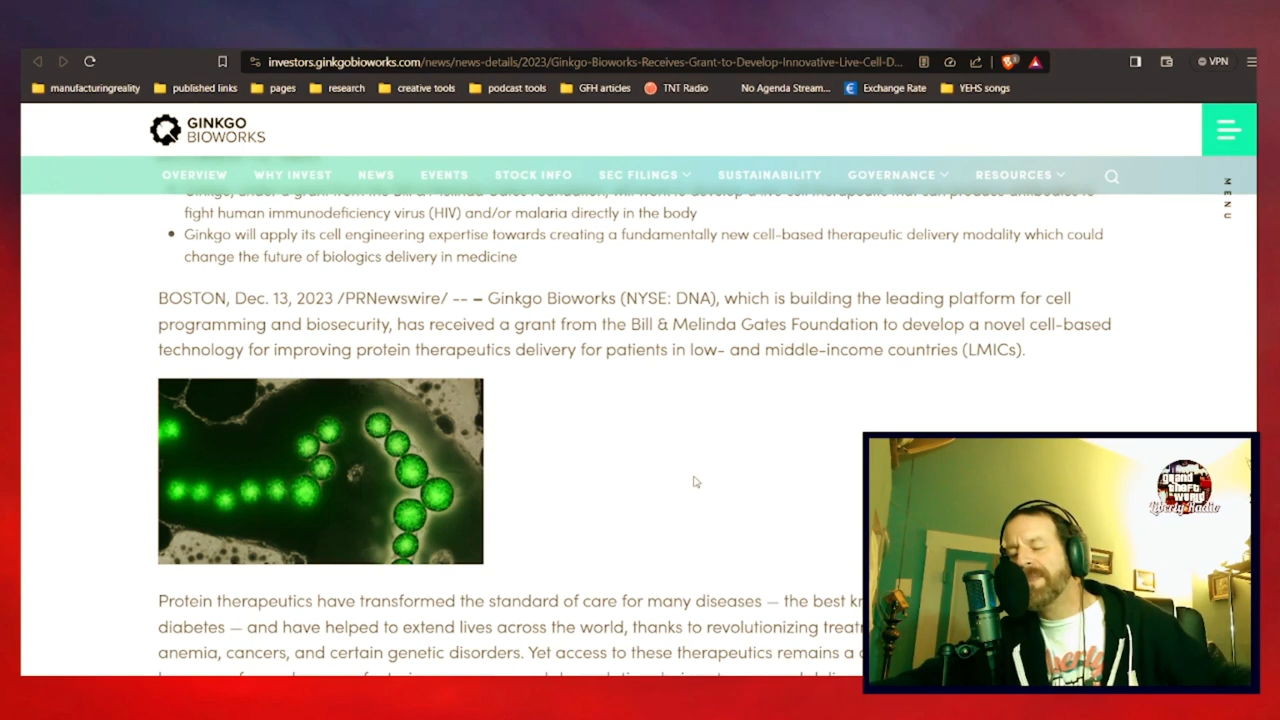 investors.ginkgobioworks.com/news/news-details/2023/Ginkgo-Bioworks-Receives-Grant-to-Develop-Innovative-Live-Cell-D...
VPN
manufacturingreality published links pages research creative tools podcast tools GFH articles TNT Radio No Agenda Stream... Exchange Rate YEHS songs
GINKGO
BIOWORKS
OVERVIEW WHY INVEST NEWS EVENTS STOCK INFO SEC FILINGS SUSTAINABILITY GOVERNANCE RESOURCES
MENU
fight human immunodeficiency virus (HIV) and/or malaria directly in the body
• Ginkgo will apply its cell engineering expertise towards creating a fundamentally new cell-based therapeutic delivery modality which could
change the future of biologics delivery in medicine
BOSTON, Dec. 13, 2023 /PRNewswire/ -- – Ginkgo Bioworks (NYSE: DNA), which is building the leading platform for cell
programming and biosecurity, has received a grant from the Bill & Melinda Gates Foundation to develop a novel cell-based
technology for improving protein therapeutics delivery for patients in low- and middle-income countries (LMICs).
Protein therapeutics have transformed the standard of care for many diseases — the best
diabetes — and have helped to extend lives across the world, thanks to revolutionizing
anemia, cancers, and certain genetic disorders. Yet access to these therapeutics remains a
grand
theft
world
Liberty Radio